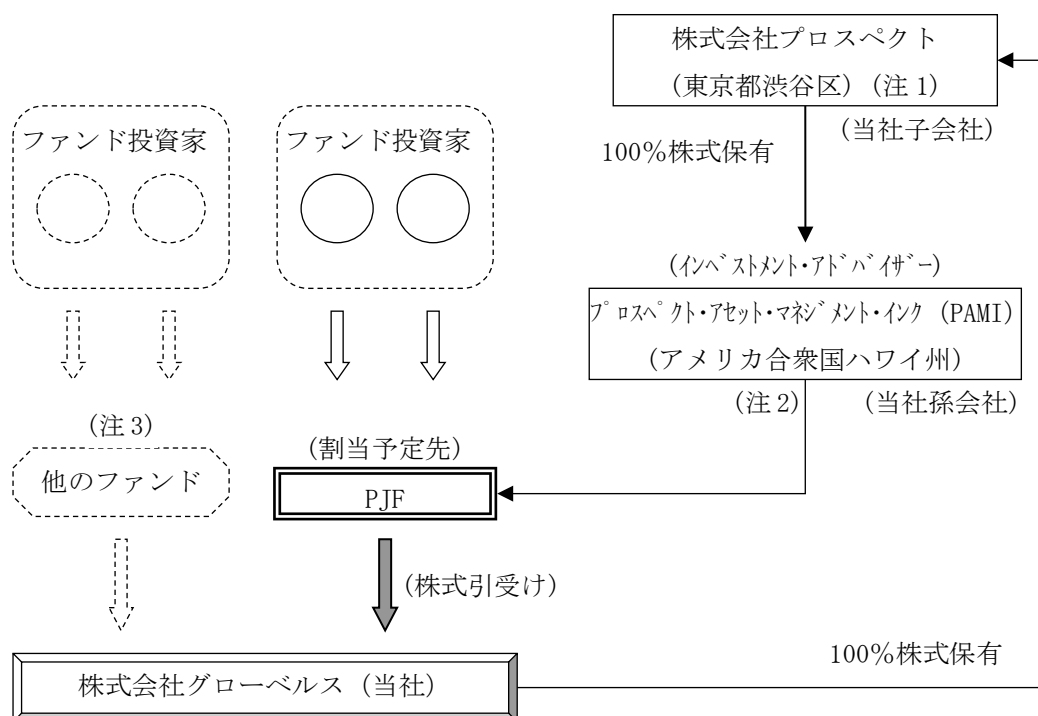 株式会社プロスペクト
(東京都渋谷区)(注1)
(当社子会社)
100%株式保有
ファンド投資家
ファンド投資家
(インベストメント・アドバイザー)
プロスペクト・アセット・マネジメント・インク (PAMI)
(アメリカ合衆国ハワイ州)
(注2)
(当社孫会社)
(注3)
(割当予定先)
他のファンド
PJF
(株式引受け)
100%株式保有
株式会社グローベルス(当社)